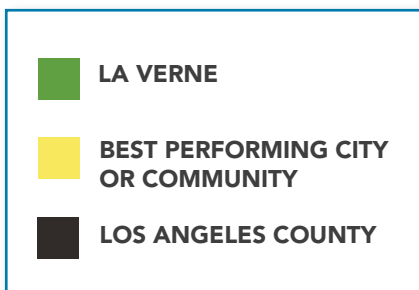 LA VERNE
BEST PERFORMING CITY
OR COMMUNITY
LOS ANGELES COUNTY